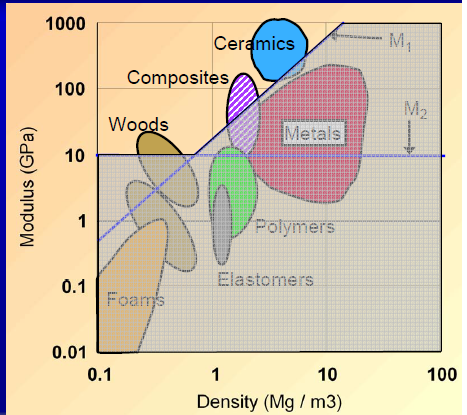 1000
Ceramics
M1
100
Composites
Woods
M2
Metals
10
Modulus (GPa)
1
Polymers
0.1
Elastomers
Foams
0.01
0.1
1
10
100
Density (Mg / m3)